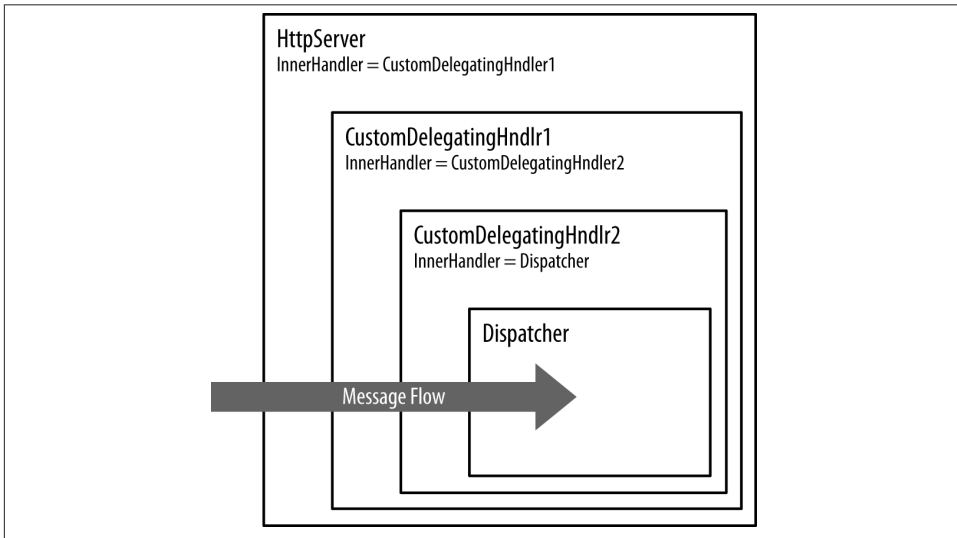 HttpServer
InnerHandler = CustomDelegatingHndler1
CustomDelegatingHndlr1
InnerHandler = CustomDelegatingHndler2
CustomDelegatingHndlr2
InnerHandler = Dispatcher
Dispatcher
Message Flow